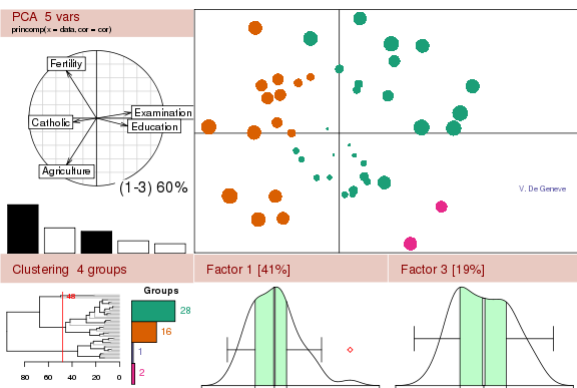 PCA 5 vars
princomp(x = data, cor = cor)
Fertility
Examination
Catholic
Education
Agriculture
(1-3) 60%
V. De Geneve
Clustering 4 groups
Factor 1 [41%]
Factor 3 [19%]
Groups
48
28
16
1
2
80 60 40 20 0